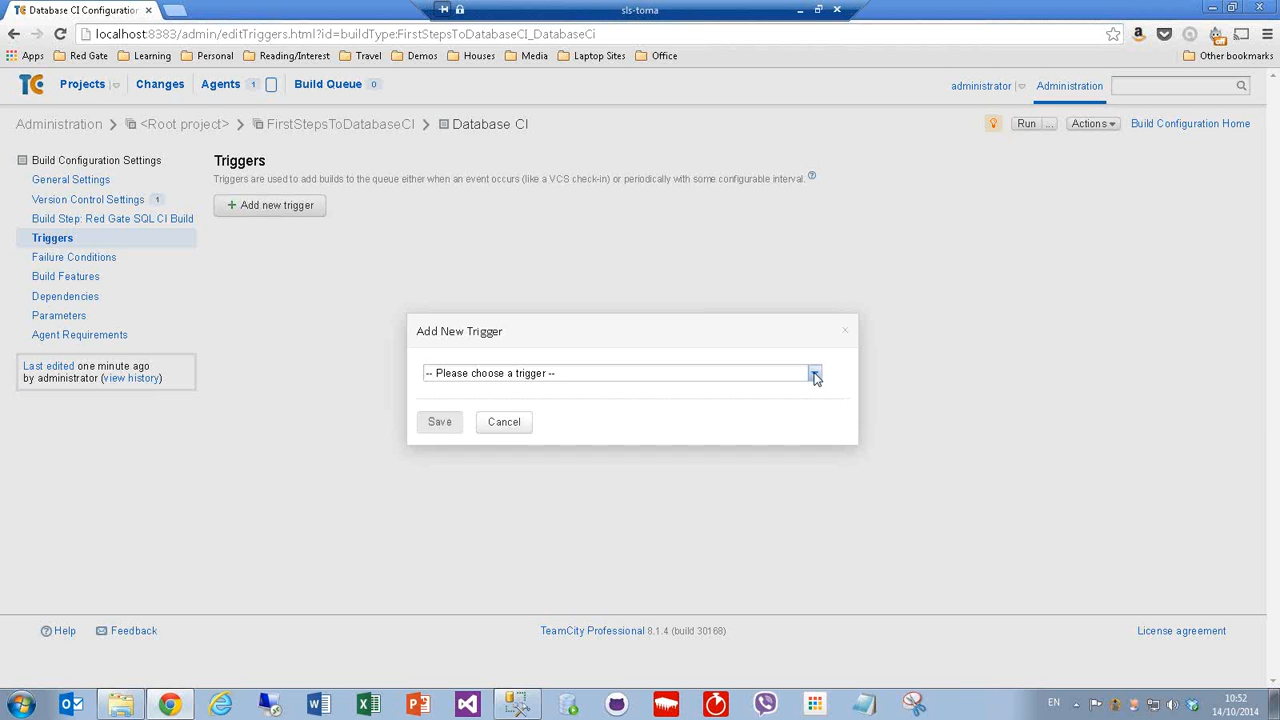 Database CI Configuration
sls-toma
localhost:8383/admin/editTriggers.html?id=buildType:FirstStepsToDatabaseCI_DatabaseCi
Apps Red Gate Learning Personal Reading/Interest Travel Demos Houses Media Laptop Sites Office Other bookmarks
TC Projects Changes Agents 1 Build Queue 0 administrator Administration
Administration <Root project> FirstStepsToDatabaseCI Database CI Run ... Actions Build Configuration Home
Build Configuration Settings
General Settings
Version Control Settings 1
Build Step: Red Gate SQL CI Build
Triggers
Failure Conditions
Build Features
Dependencies
Parameters
Agent Requirements
Last edited one minute ago
by administrator (view history)
Triggers
Triggers are used to add builds to the queue either when an event occurs (like a VCS check-in) or periodically with some configurable interval.
+ Add new trigger
Add New Trigger
-- Please choose a trigger --
Save Cancel
Help Feedback TeamCity Professional 8.1.4 (build 30168) License agreement
EN 10:52
14/10/2014